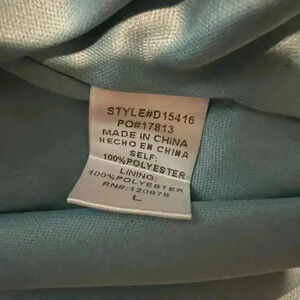 STYLE#D15416
PO#17813
MADE IN CHINA
HECHO EN CHINA
SELF:
100%POLYESTER
LINING:
100%POLYESTER
RN#: 120978
L